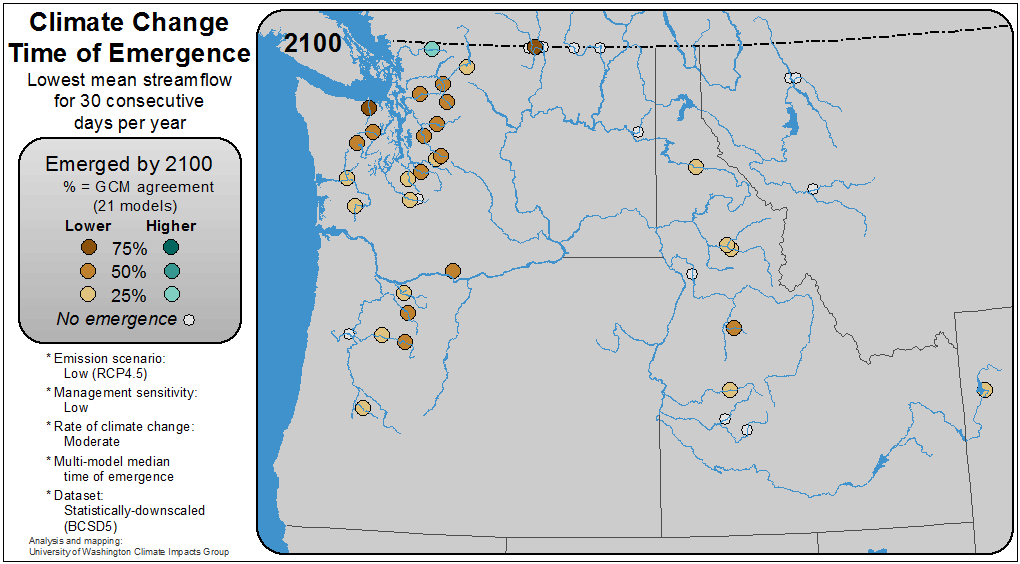 Climate Change
Time of Emergence
Lowest mean streamflow
for 30 consecutive
days per year
2100
Emerged by 2100
% = GCM agreement
(21 models)
Lower Higher
75%
50%
25%
No emergence
* Emission scenario:
Low (RCP4.5)
* Management sensitivity:
Low
* Rate of climate change:
Moderate
* Multi-model median
time of emergence
* Dataset:
Statistically-downscaled
(BCSD5)
Analysis and mapping:
University of Washington Climate Impacts Group